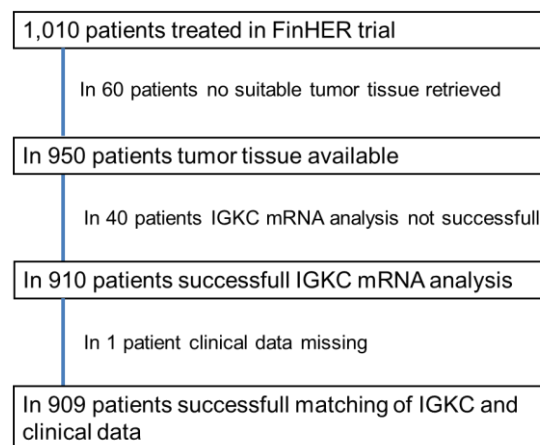 1,010 patients treated in FinHER trial
In 60 patients no suitable tumor tissue retrieved
In 950 patients tumor tissue available
In 40 patients IGKC mRNA analysis not successfull
In 910 patients successfull IGKC mRNA analysis
In 1 patient clinical data missing
In 909 patients successfull matching of IGKC and
clinical data